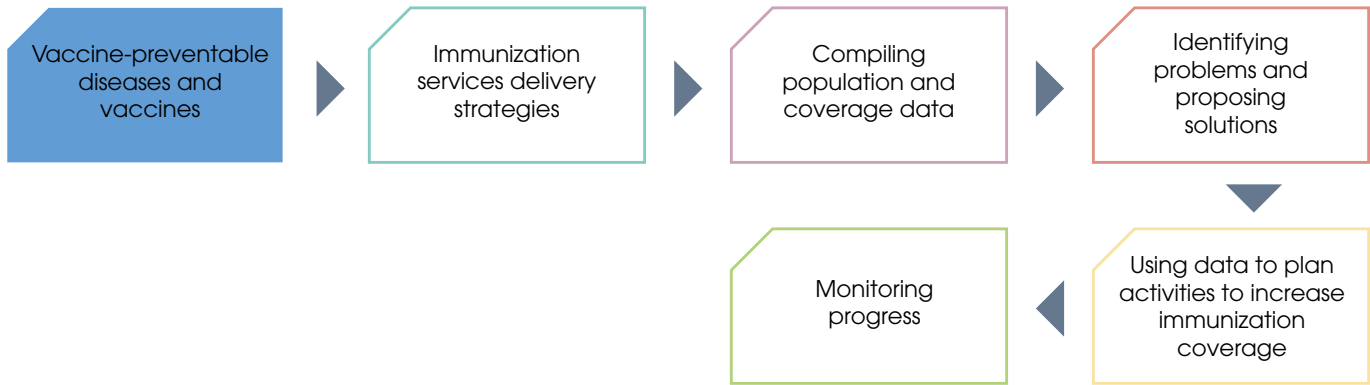 Vaccine-preventable
diseases and
vaccines
Immunization
services delivery
strategies
Compiling
population and
coverage data
Identifying
problems and
proposing
solutions
Using data to plan
activities to increase
immunization
coverage
Monitoring
progress